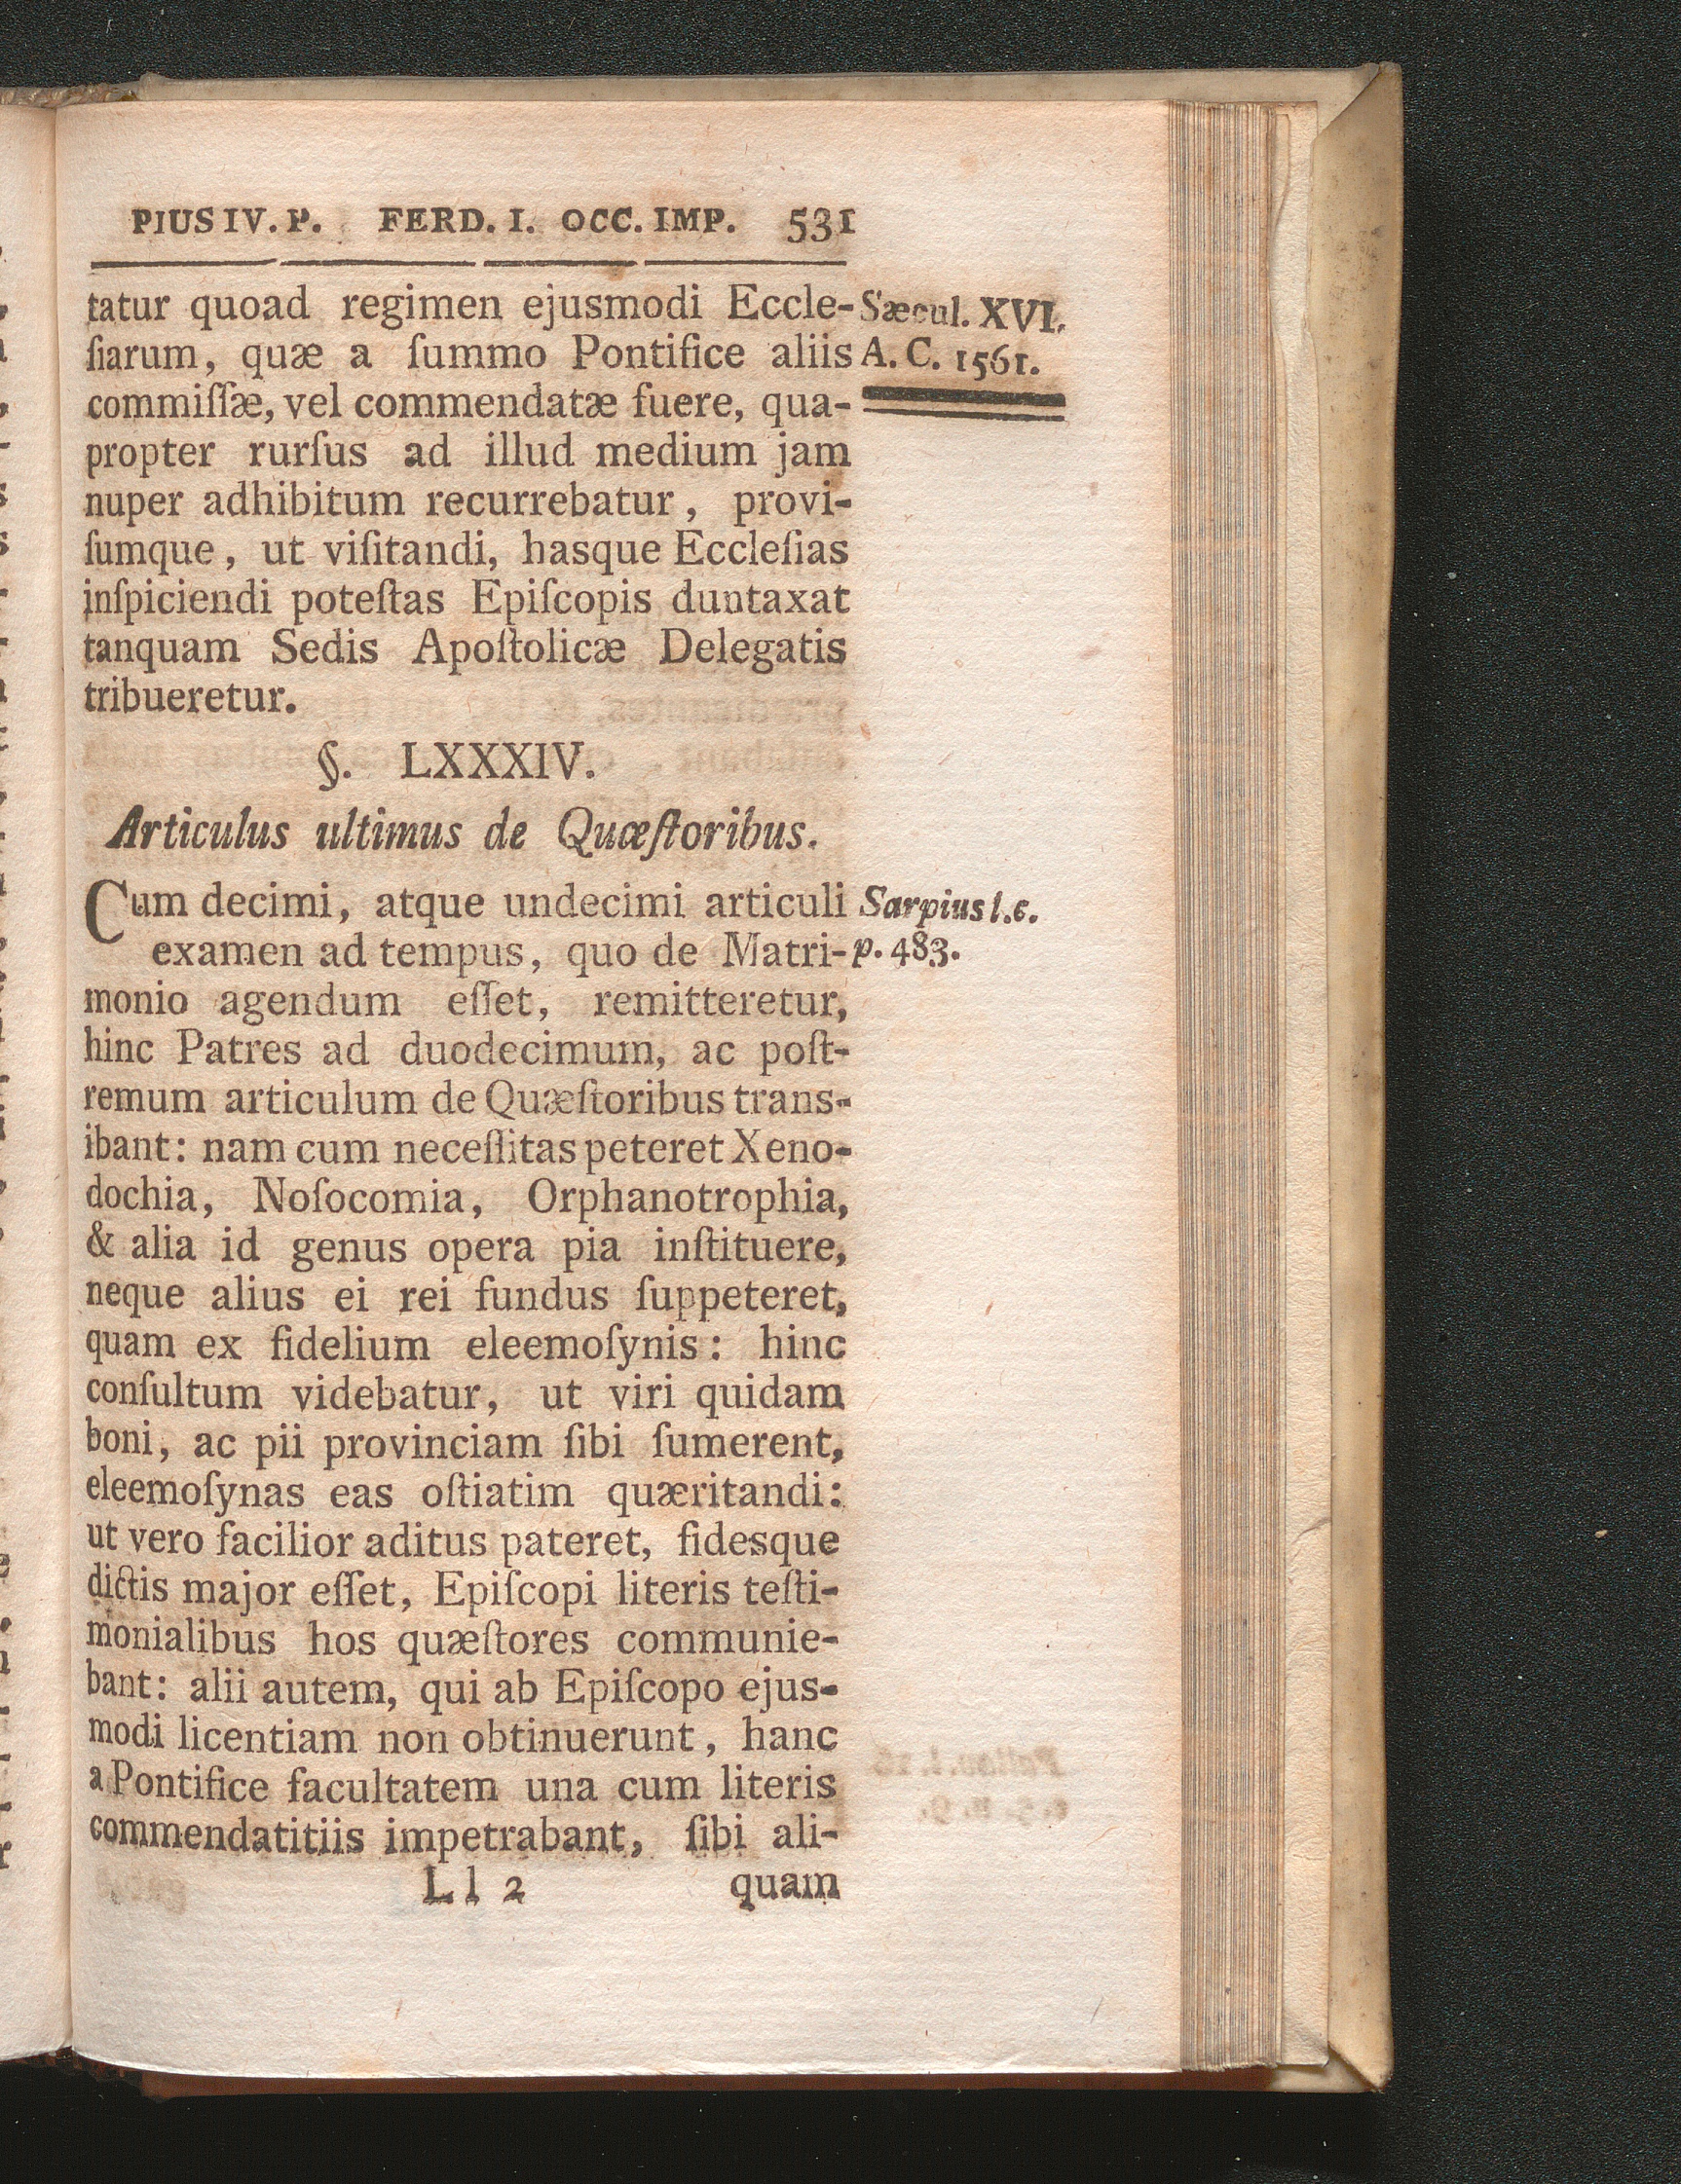 PIUS IV. P. FERD. I. OCC. IMP. 531
tatur quoad regimen ejusmodi Eccle-
ſiarum, quæ a ſummo Pontifice aliis
commiſſæ, vel commendatæ fuere, qua-
propter rurſus ad illud medium jam
nuper adhibitum recurrebatur, provi-
ſumque, ut viſitandi, hasque Eccleſias
inſpiciendi poteſtas Epiſcopis duntaxat
tanquam Sedis Apoſtolicæ Delegatis
tribueretur.
Sæcul. XVI.
A. C. 1561.
§. LXXXIV.
Articulus ultimus de Quæſtoribus.
Cum decimi, atque undecimi articuli
examen ad tempus, quo de Matri-
monio agendum eſſet, remitteretur,
hinc Patres ad duodecimum, ac poſt-
remum articulum de Quæſtoribus trans-
ibant: nam cum neceſſitas peteret Xeno-
dochia, Noſocomia, Orphanotrophia,
& alia id genus opera pia inſtituere,
neque alius ei rei fundus ſuppeteret,
quam ex fidelium eleemoſynis: hinc
conſultum videbatur, ut viri quidam
boni, ac pii provinciam ſibi ſumerent,
eleemoſynas eas oſtiatim quæritandi:
ut vero facilior aditus pateret, fidesque
dictis major eſſet, Epiſcopi literis teſti-
monialibus hos quæſtores communie-
bant: alii autem, qui ab Epiſcopo ejus-
modi licentiam non obtinuerunt, hanc
a Pontifice facultatem una cum literis
commendatitiis impetrabant, ſibi ali-
Sarpius l.c.
p. 483.
L l 2 quam